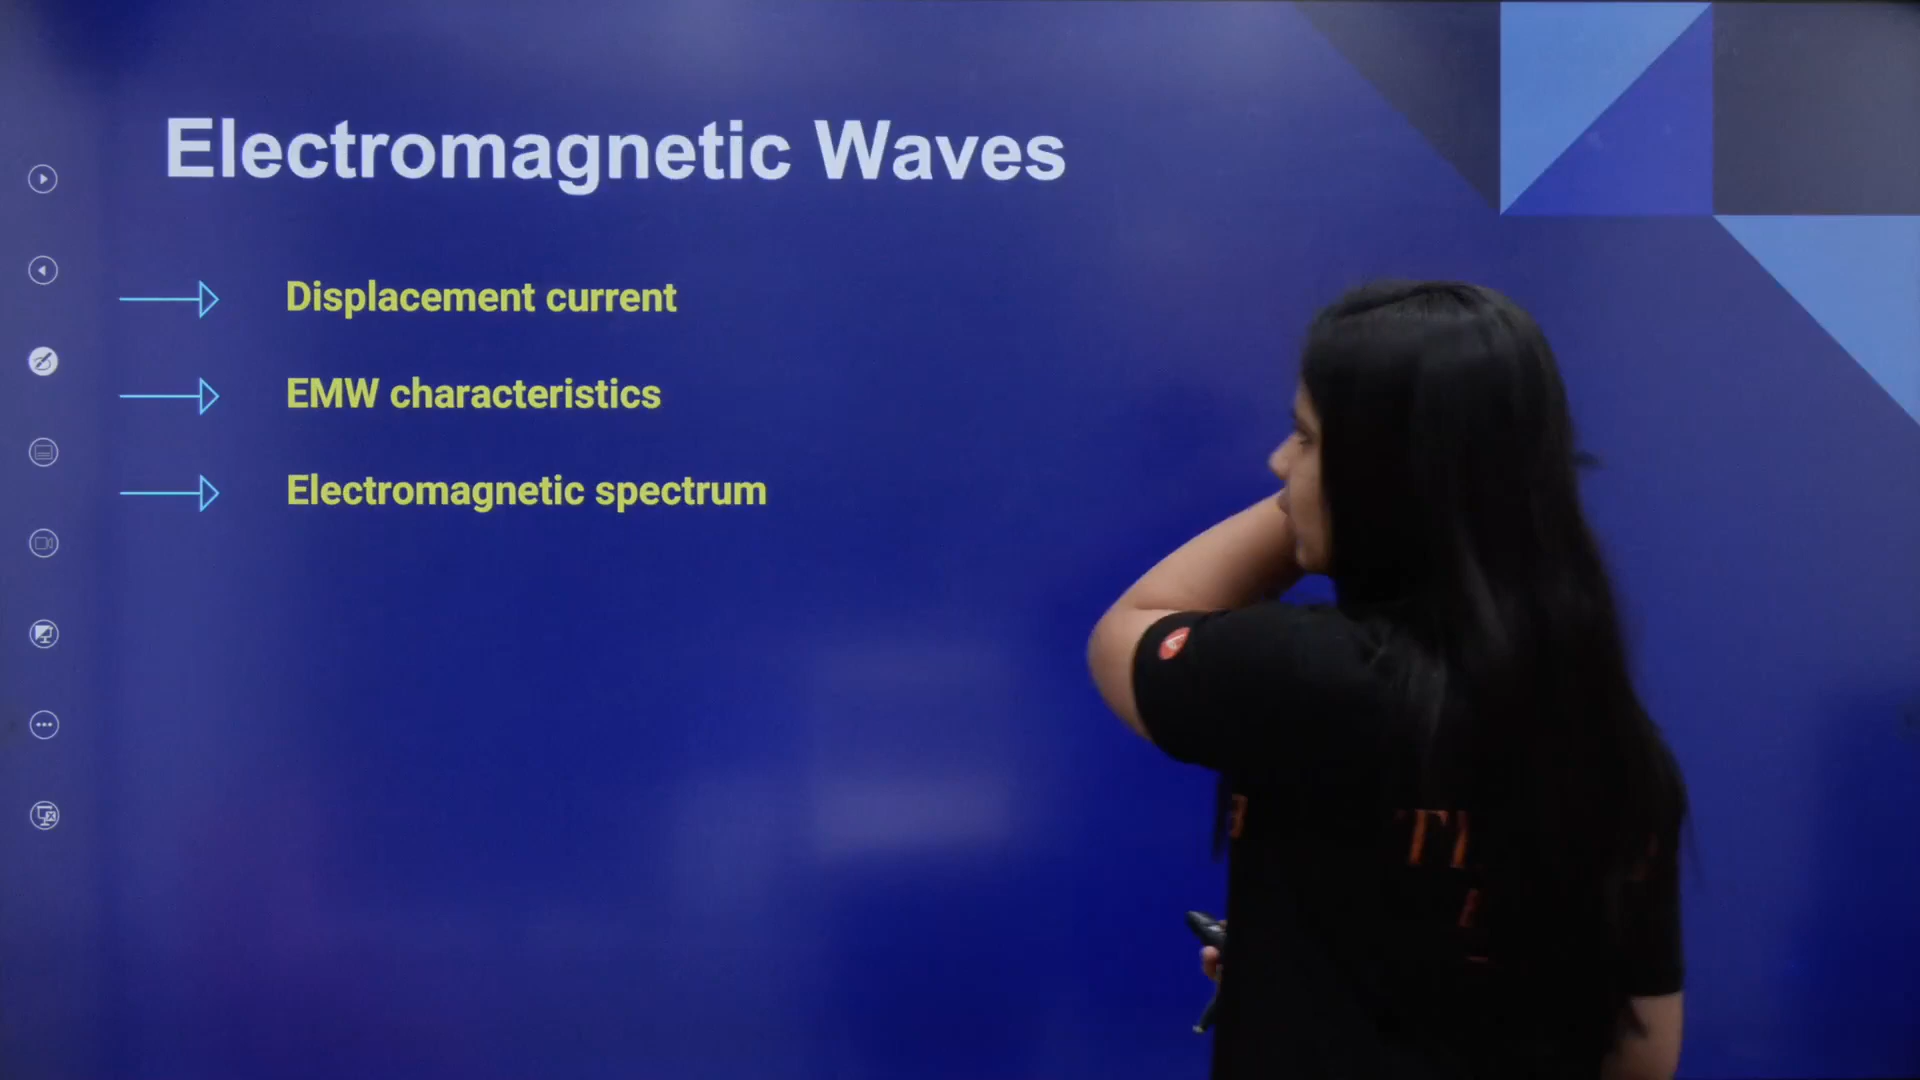 Electromagnetic Waves
Displacement current
EMW characteristics
Electromagnetic spectrum